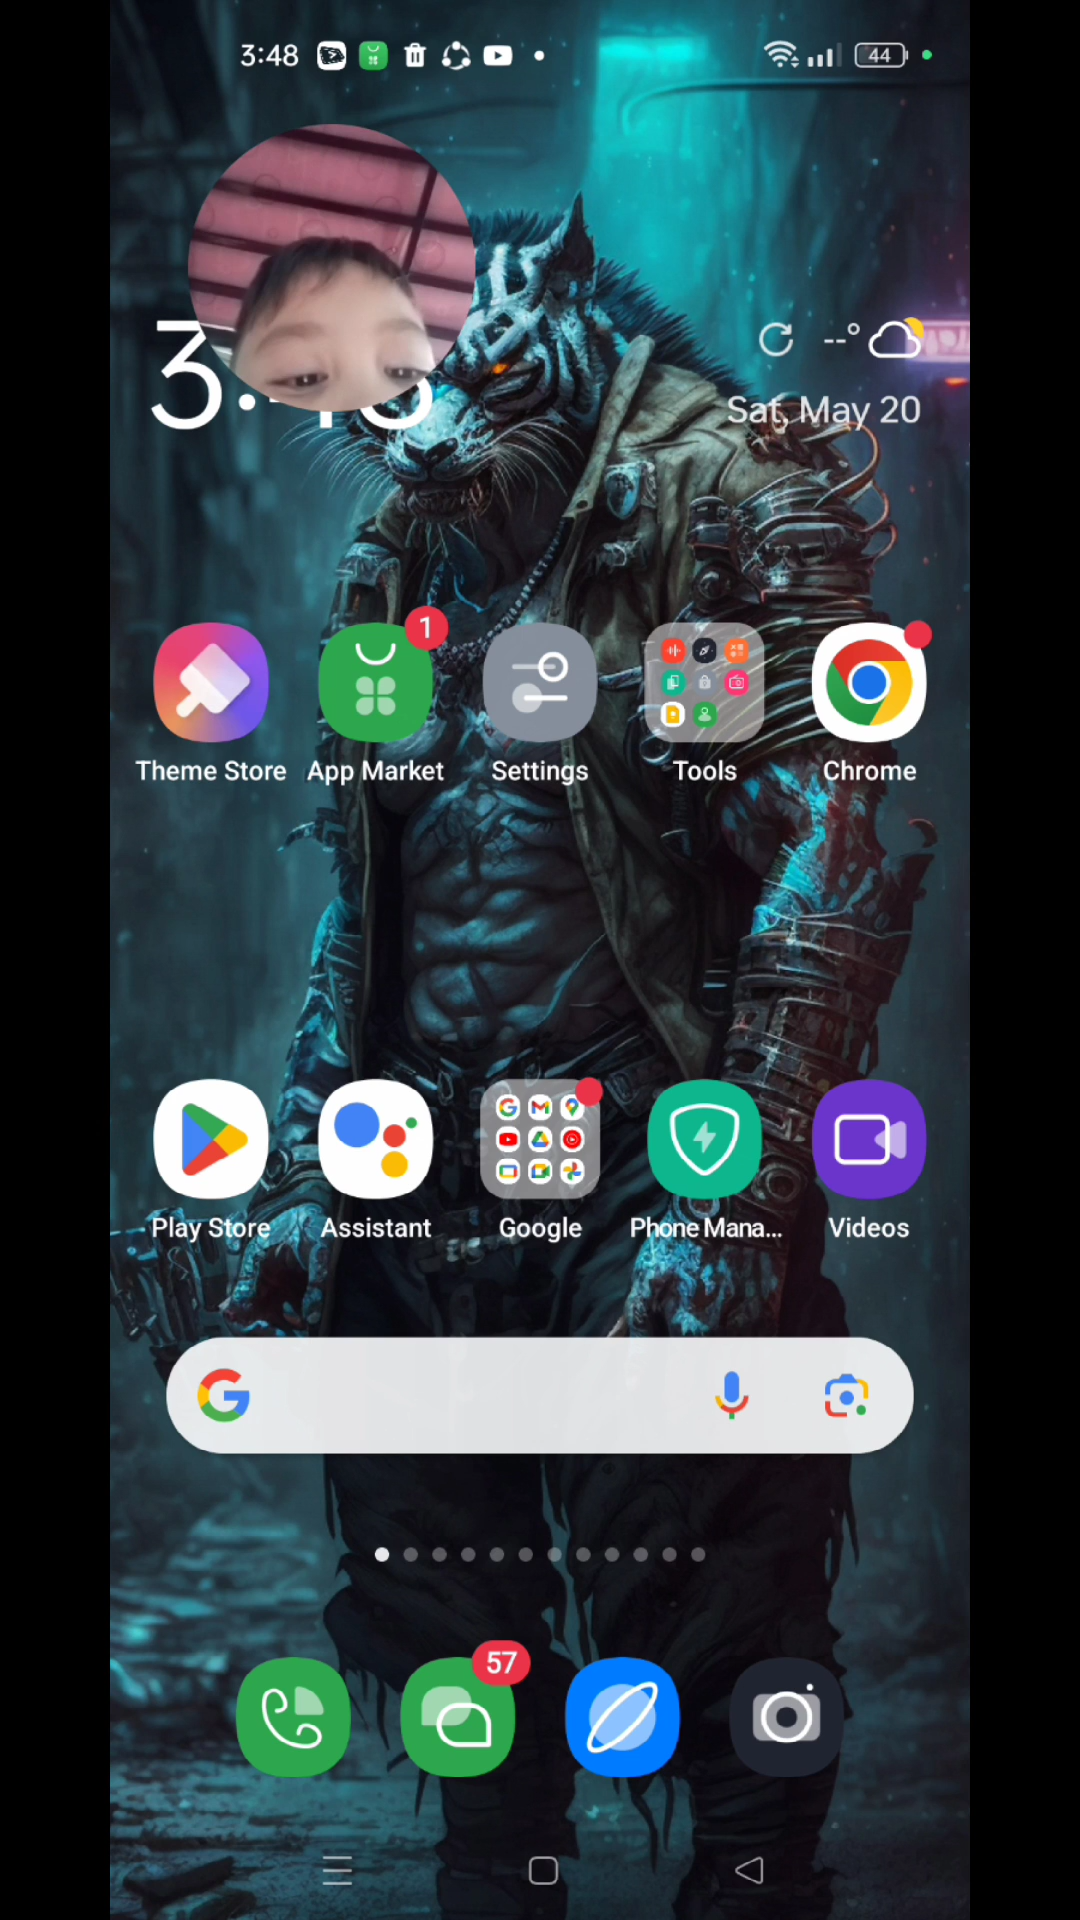 3:48
44
--°
Sat, May 20
1
Theme Store
App Market
Settings
Tools
Chrome
Play Store
Assistant
Google
Phone Mana...
Videos
57